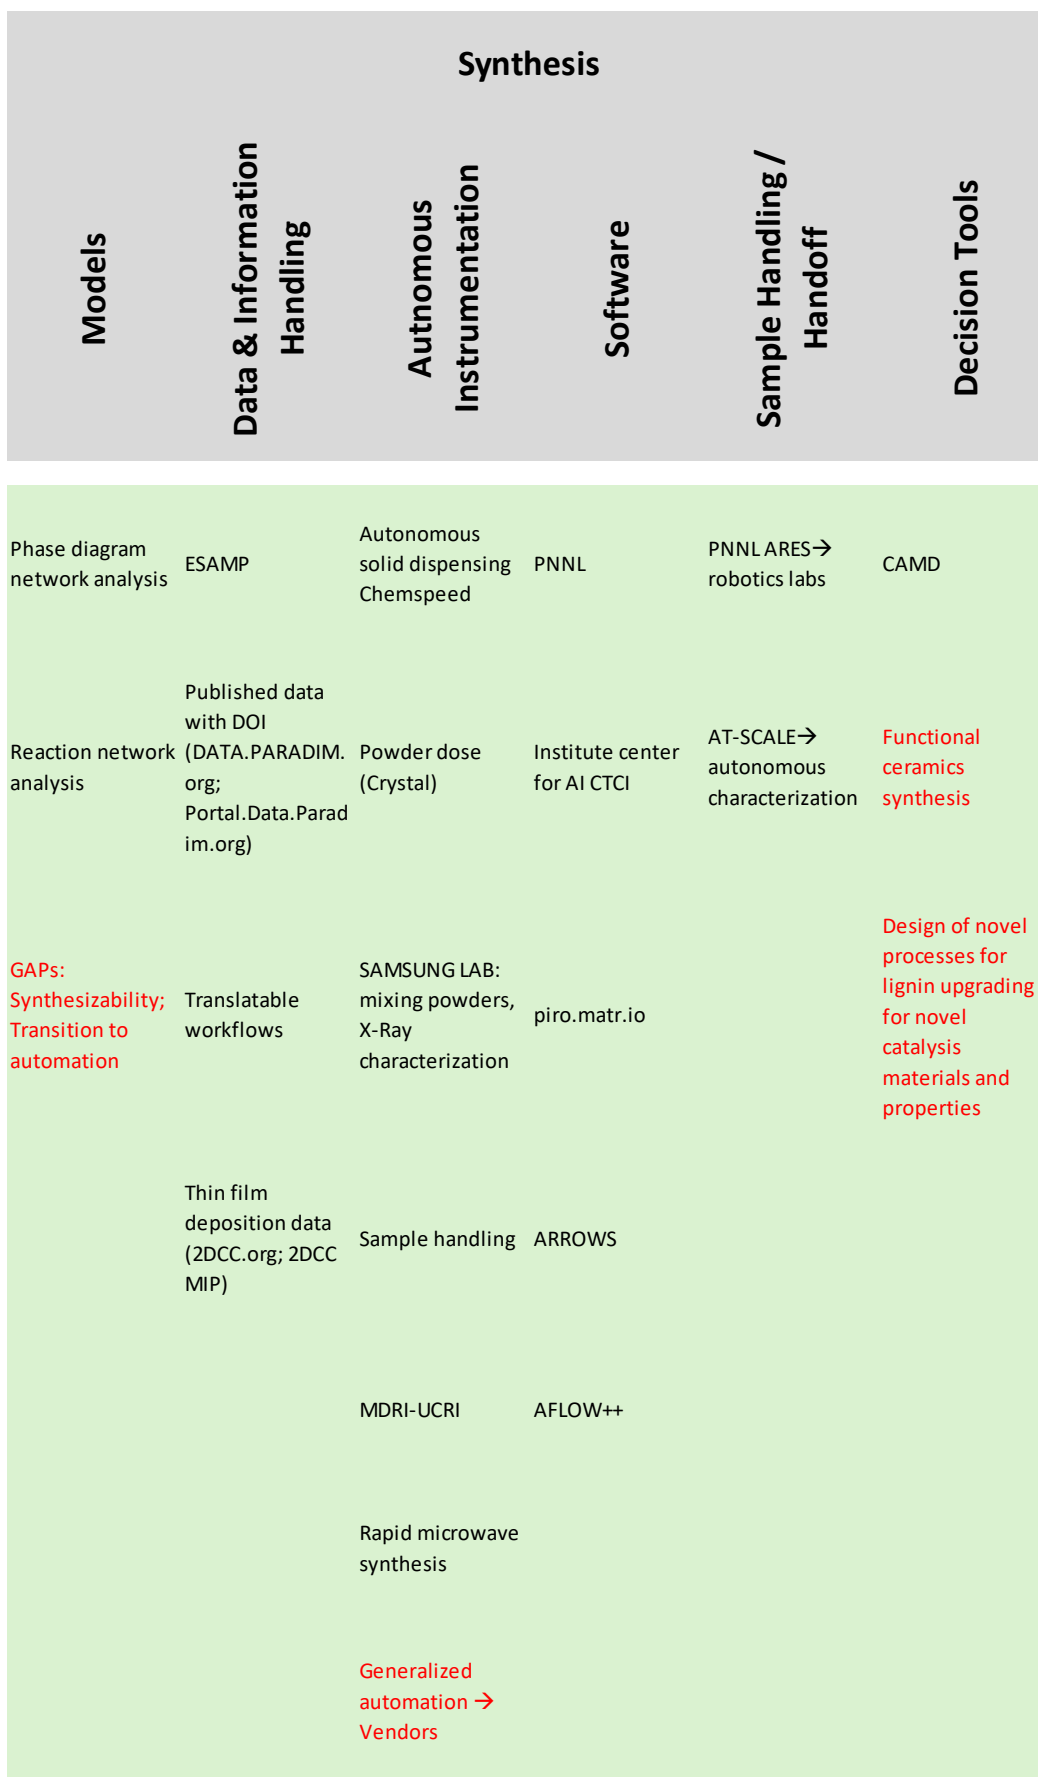 Synthesis
Models
Data & Information
Handling
Autnomous
Instrumentation
Software
Sample Handling /
Handoff
Decision Tools
Phase diagram
network analysis
ESAMP
Autonomous
solid dispensing
Chemspeed
PNNL
PNNL ARES→
robotics labs
CAMD
Reaction network
analysis
Published data
with DOI
(DATA.PARADIM.
org;
Portal.Data.Parad
im.org)
Powder dose
(Crystal)
Institute center
for AI CTCI
AT-SCALE→
autonomous
characterization
Functional
ceramics
synthesis
GAPs:
Synthesizability;
Transition to
automation
Translatable
workflows
SAMSUNG LAB:
mixing powders,
X-Ray
characterization
piro.matr.io
Design of novel
processes for
lignin upgrading
for novel
catalysis
materials and
properties
Thin film
deposition data
(2DCC.org; 2DCC
MIP)
Sample handling
ARROWS
MDRI-UCRI
AFLOW++
Rapid microwave
synthesis
Generalized
automation →
Vendors